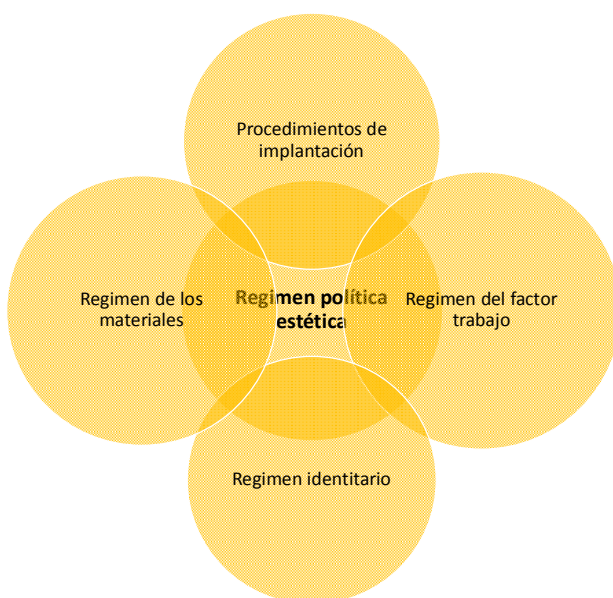 Procedimientos de
implantación
Regimen de los
materiales
Regimen política
estética
Regimen del factor
trabajo
Regimen identitario